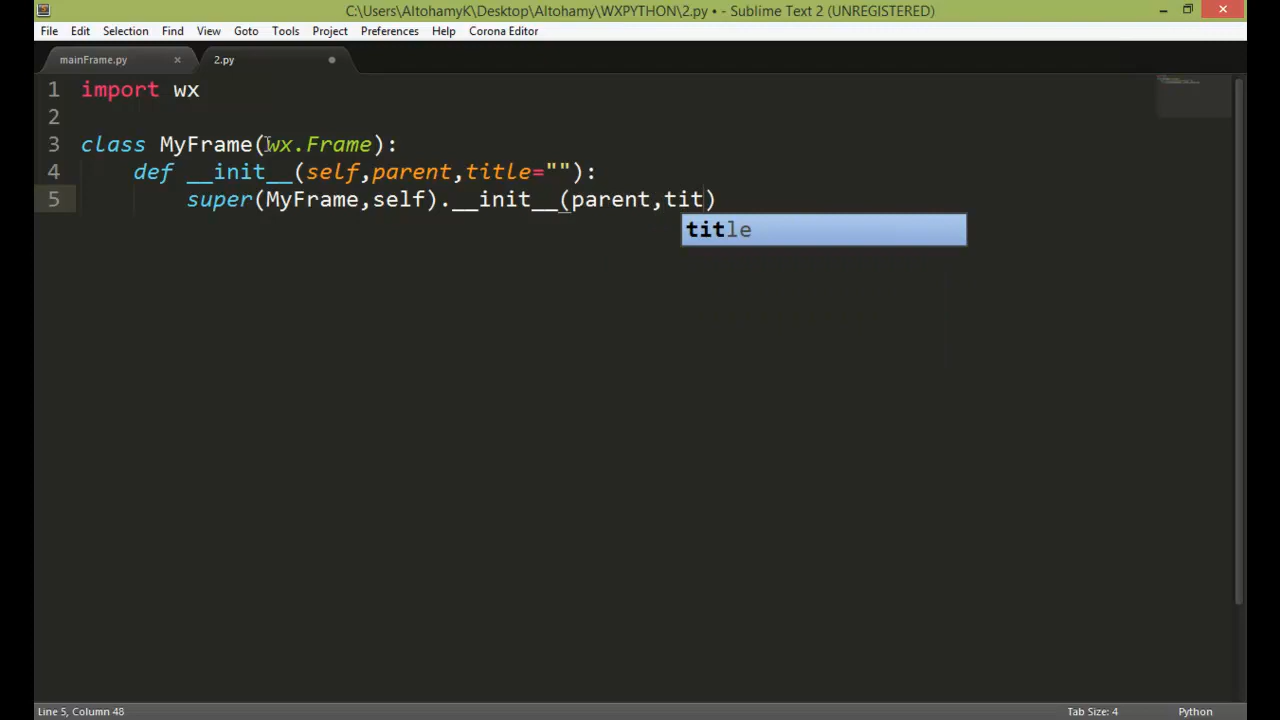 C:\Users\AltohamyK\Desktop\Altohamy\WXPYTHON\2.py • - Sublime Text 2 (UNREGISTERED)
File Edit Selection Find View Goto Tools Project Preferences Help Corona Editor
mainFrame.py 2.py
1 import wx
2
3 class MyFrame(wx.Frame):
4 def __init__(self,parent,title=""):
5 super(MyFrame,self).__init__(parent,tit)
title
Line 5, Column 48 Tab Size: 4 Python